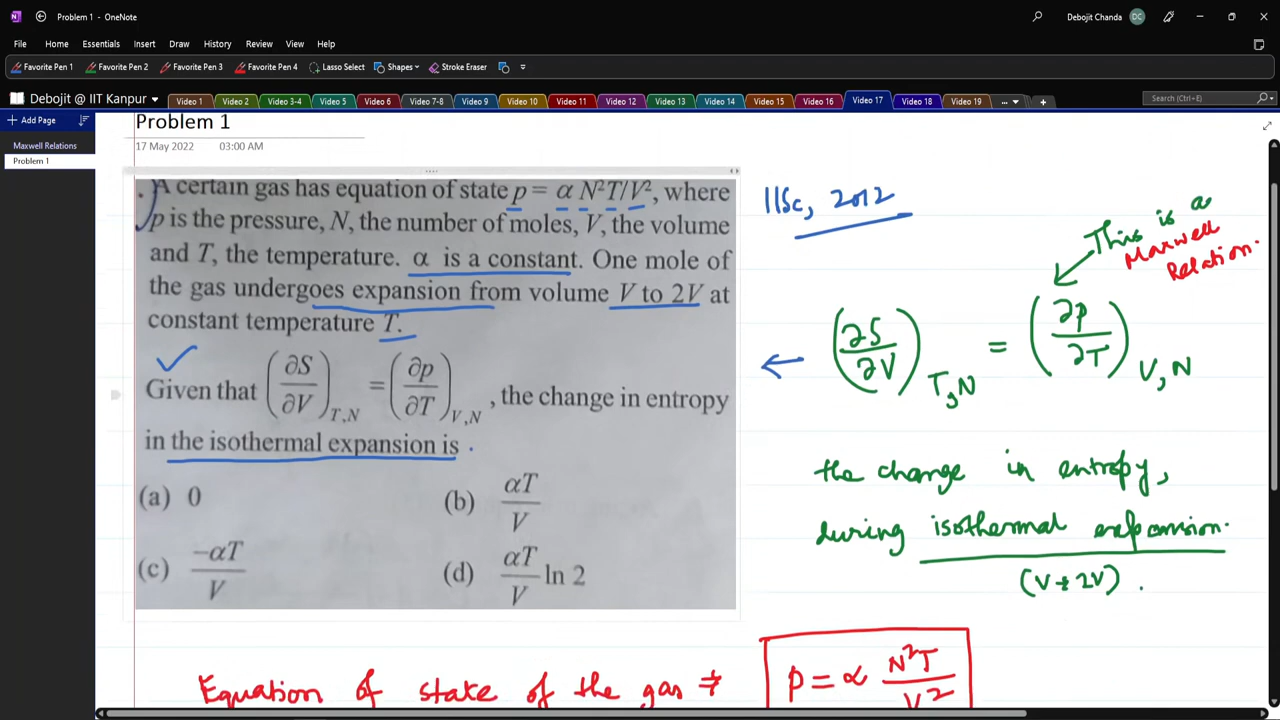 Problem 1 - OneNote
Debojit Chanda DC
File Home Essentials Insert Draw History Review View Help
Favorite Pen 1 Favorite Pen 2 Favorite Pen 3 Favorite Pen 4 Lasso Select Shapes Stroke Eraser
Debojit @ IIT Kanpur Video 1 Video 2 Video 3-4 Video 5 Video 6 Video 7-8 Video 9 Video 10 Video 11 Video 12 Video 13 Video 14 Video 15 Video 16 Video 17 Video 18 Video 19 ... Search (Ctrl+E)
Add Page
Maxwell Relations
Problem 1
Problem 1
17 May 2022 03:00 AM
A certain gas has equation of state p = α N²T/V², where
p is the pressure, N, the number of moles, V, the volume
and T, the temperature. α is a constant. One mole of
the gas undergoes expansion from volume V to 2V at
constant temperature T.
Given that (∂S/∂V)_T,N = (∂p/∂T)_V,N, the change in entropy
in the isothermal expansion is
(a) 0 (b) αT/V
(c) −αT/V (d) αT/V ln 2
IISc, 2012
This is a
Maxwell
Relation.
← (∂S/∂V)_T,N = (∂p/∂T)_V,N
the change in entropy,
during isothermal expansion.
(V→2V).
Equation of state of the gas ⇒ p = α N²T/V²